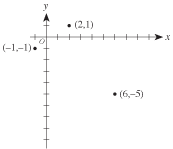 y
(2,1)
x
(−1,−1)
O
(6,−5)